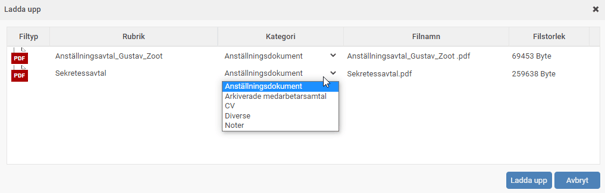 Ladda upp
Filtyp Rubrik Kategori Filnamn Filstorlek
PDF Anställningsavtal_Gustav_Zoot Anställningsdokument Anställningsavtal_Gustav_Zoot .pdf 69453 Byte
PDF Sekretessavtal Anställningsdokument Sekretessavtal.pdf 259638 Byte
Anställningsdokument
Arkiverade medarbetarsamtal
CV
Diverse
Noter
Ladda upp Avbryt